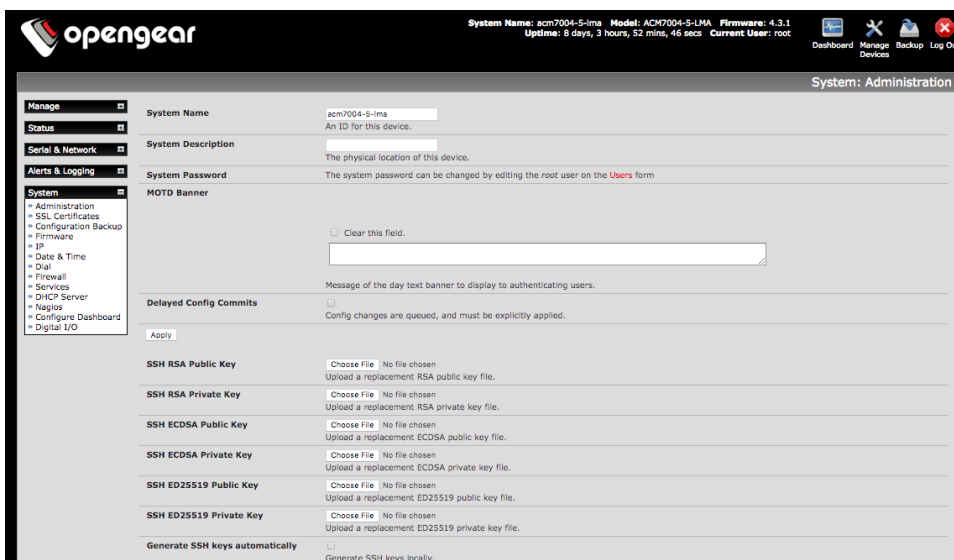 opengear
System Name: acm7004-5-lma Model: ACM7004-5-LMA Firmware: 4.3.1
Uptime: 8 days, 3 hours, 52 mins, 46 secs Current User: root
Dashboard
Manage Devices
Backup
Log Ou
System: Administration
Manage
Status
Serial & Network
Alerts & Logging
System
» Administration
» SSL Certificates
» Configuration Backup
» Firmware
» IP
» Date & Time
» Dial
» Firewall
» Services
» DHCP Server
» Nagios
» Configure Dashboard
» Digital I/O
System Name
acm7004-5-lma
An ID for this device.
System Description
The physical location of this device.
System Password The system password can be changed by editing the root user on the Users form
MOTD Banner
Clear this field.
Message of the day text banner to display to authenticating users.
Delayed Config Commits
Config changes are queued, and must be explicitly applied.
Apply
SSH RSA Public Key Choose File No file chosen
Upload a replacement RSA public key file.
SSH RSA Private Key Choose File No file chosen
Upload a replacement RSA private key file.
SSH ECDSA Public Key Choose File No file chosen
Upload a replacement ECDSA public key file.
SSH ECDSA Private Key Choose File No file chosen
Upload a replacement ECDSA private key file.
SSH ED25519 Public Key Choose File No file chosen
Upload a replacement ED25519 public key file.
SSH ED25519 Private Key Choose File No file chosen
Upload a replacement ED25519 private key file.
Generate SSH keys automatically
Generate SSH keys locally.